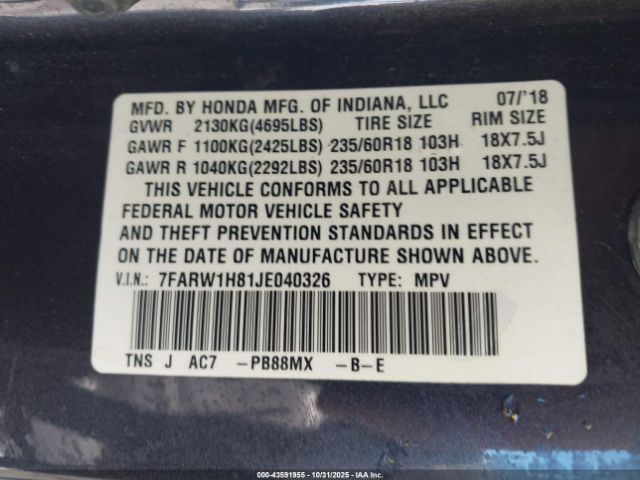 MFD. BY HONDA MFG. OF INDIANA, LLC 07/'18
GVWR 2130KG(4695LBS) TIRE SIZE RIM SIZE
GAWR F 1100KG(2425LBS) 235/60R18 103H 18X7.5J
GAWR R 1040KG(2292LBS) 235/60R18 103H 18X7.5J
THIS VEHICLE CONFORMS TO ALL APPLICABLE
FEDERAL MOTOR VEHICLE SAFETY
AND THEFT PREVENTION STANDARDS IN EFFECT
ON THE DATE OF MANUFACTURE SHOWN ABOVE.
V.I.N.: 7FARW1H81JE040326 TYPE: MPV
TNS J AC7 -PB88MX -B-E
© 000-43591955 - 10/31/2025 - IAAI - COPART